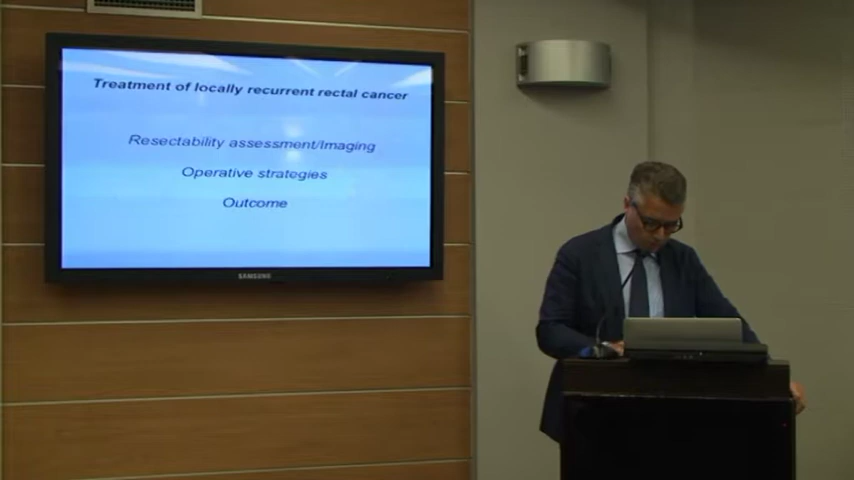 Treatment of locally recurrent rectal cancer
Resectability assessment/Imaging
Operative strategies
Outcome
SAMSUNG